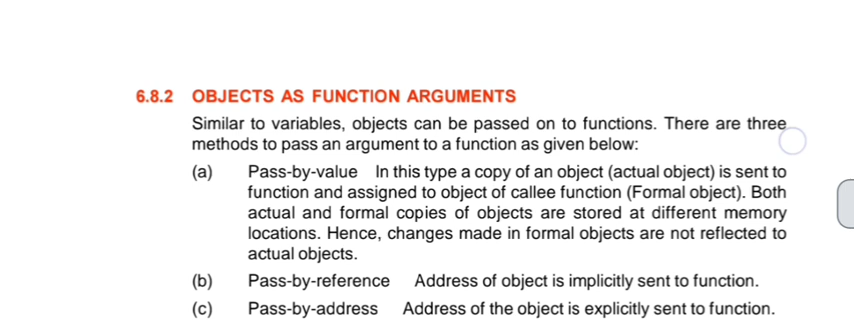 6.8.2 OBJECTS AS FUNCTION ARGUMENTS
Similar to variables, objects can be passed on to functions. There are three
methods to pass an argument to a function as given below:
(a) Pass-by-value In this type a copy of an object (actual object) is sent to
function and assigned to object of callee function (Formal object). Both
actual and formal copies of objects are stored at different memory
locations. Hence, changes made in formal objects are not reflected to
actual objects.
(b) Pass-by-reference Address of object is implicitly sent to function.
(c) Pass-by-address Address of the object is explicitly sent to function.